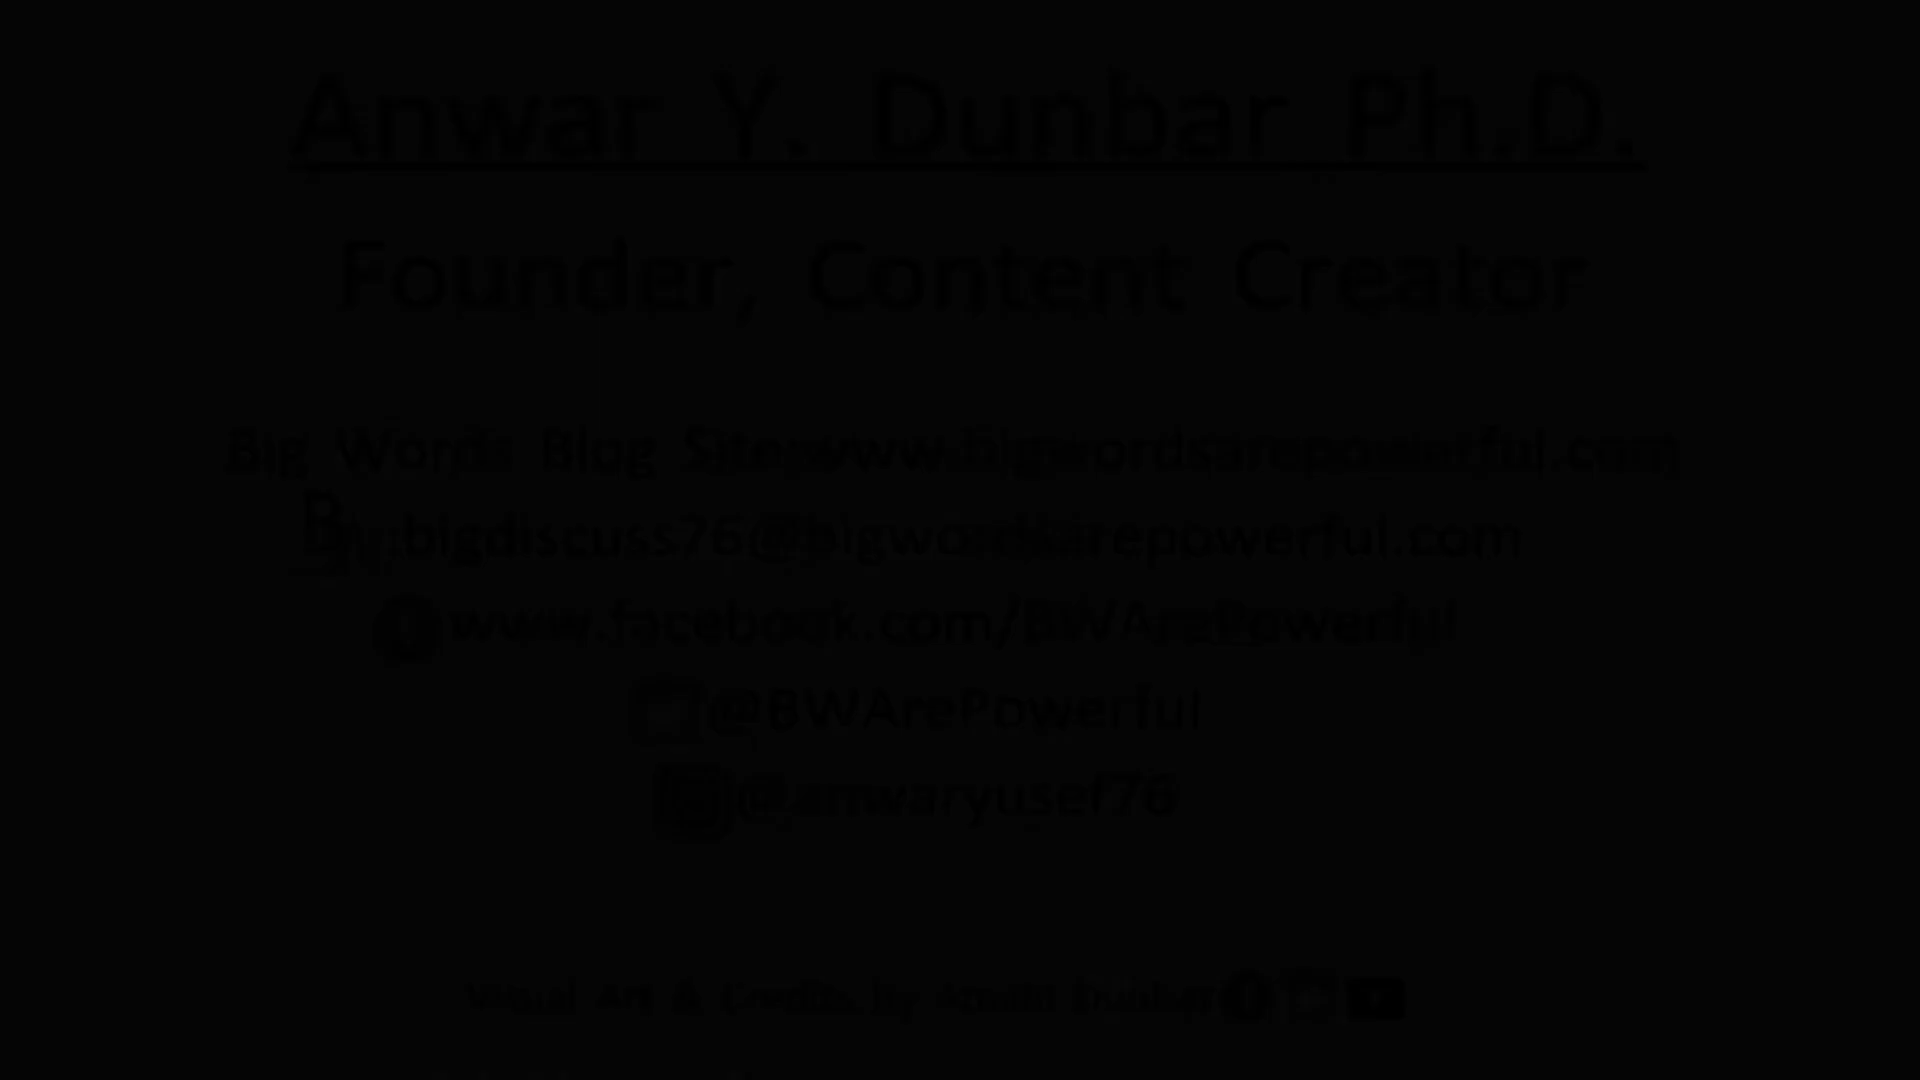 Anwar Y. Dunbar Ph.D.
Founder, Content Creator
Big Words Blog Site:www.bigwordsarepowerful.com
:bigdiscuss76@bigwordsarepowerful.com
www.facebook.com/BWArePowerful
@BWArePowerful
@anwaryusef76
Visual Art & Credits by Dunbar